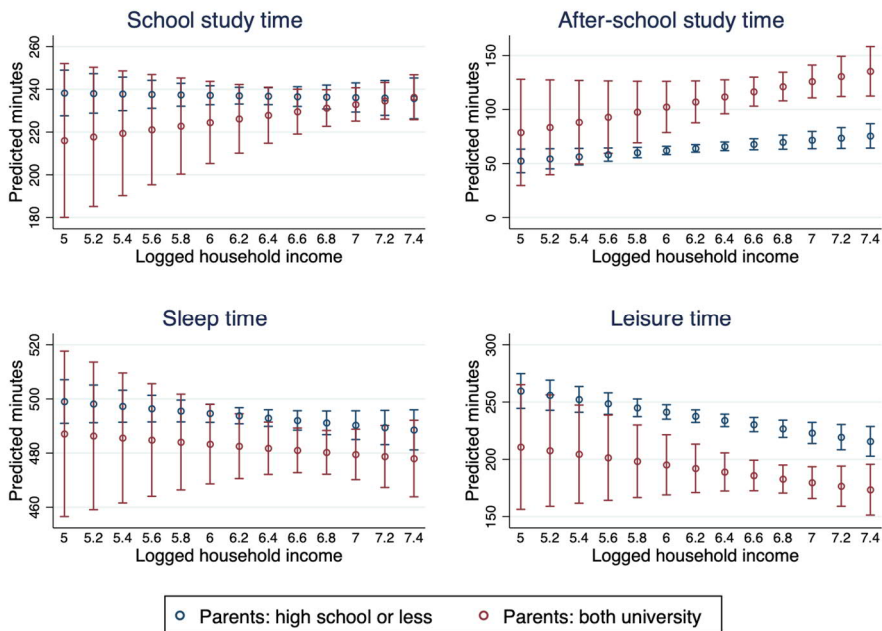 School study time
Predicted minutes
260
240
220
200
180
5 5.2 5.4 5.6 5.8 6 6.2 6.4 6.6 6.8 7 7.2 7.4
Logged household income
After-school study time
Predicted minutes
150
100
50
0
5 5.2 5.4 5.6 5.8 6 6.2 6.4 6.6 6.8 7 7.2 7.4
Logged household income
Sleep time
Predicted minutes
520
500
480
460
5 5.2 5.4 5.6 5.8 6 6.2 6.4 6.6 6.8 7 7.2 7.4
Logged household income
Leisure time
Predicted minutes
300
250
200
150
5 5.2 5.4 5.6 5.8 6 6.2 6.4 6.6 6.8 7 7.2 7.4
Logged household income
Parents: high school or less Parents: both university